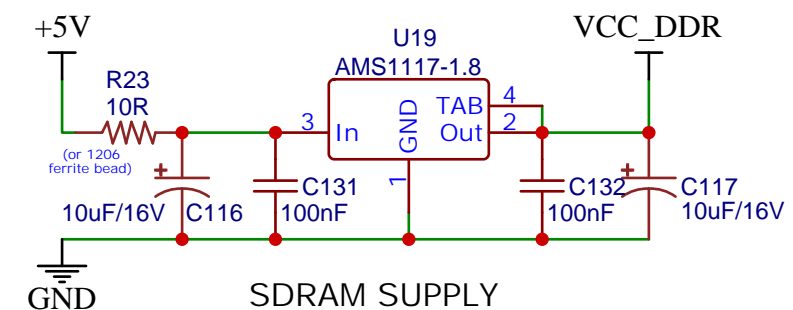 +5V
VCC_DDR
U19
AMS1117-1.8
R23
10R
(or 1206
ferrite bead)
3
In
GND
TAB
Out
4
2
1
+
10uF/16V
C116
C131
100nF
C132
100nF
+
C117
10uF/16V
GND
SDRAM SUPPLY